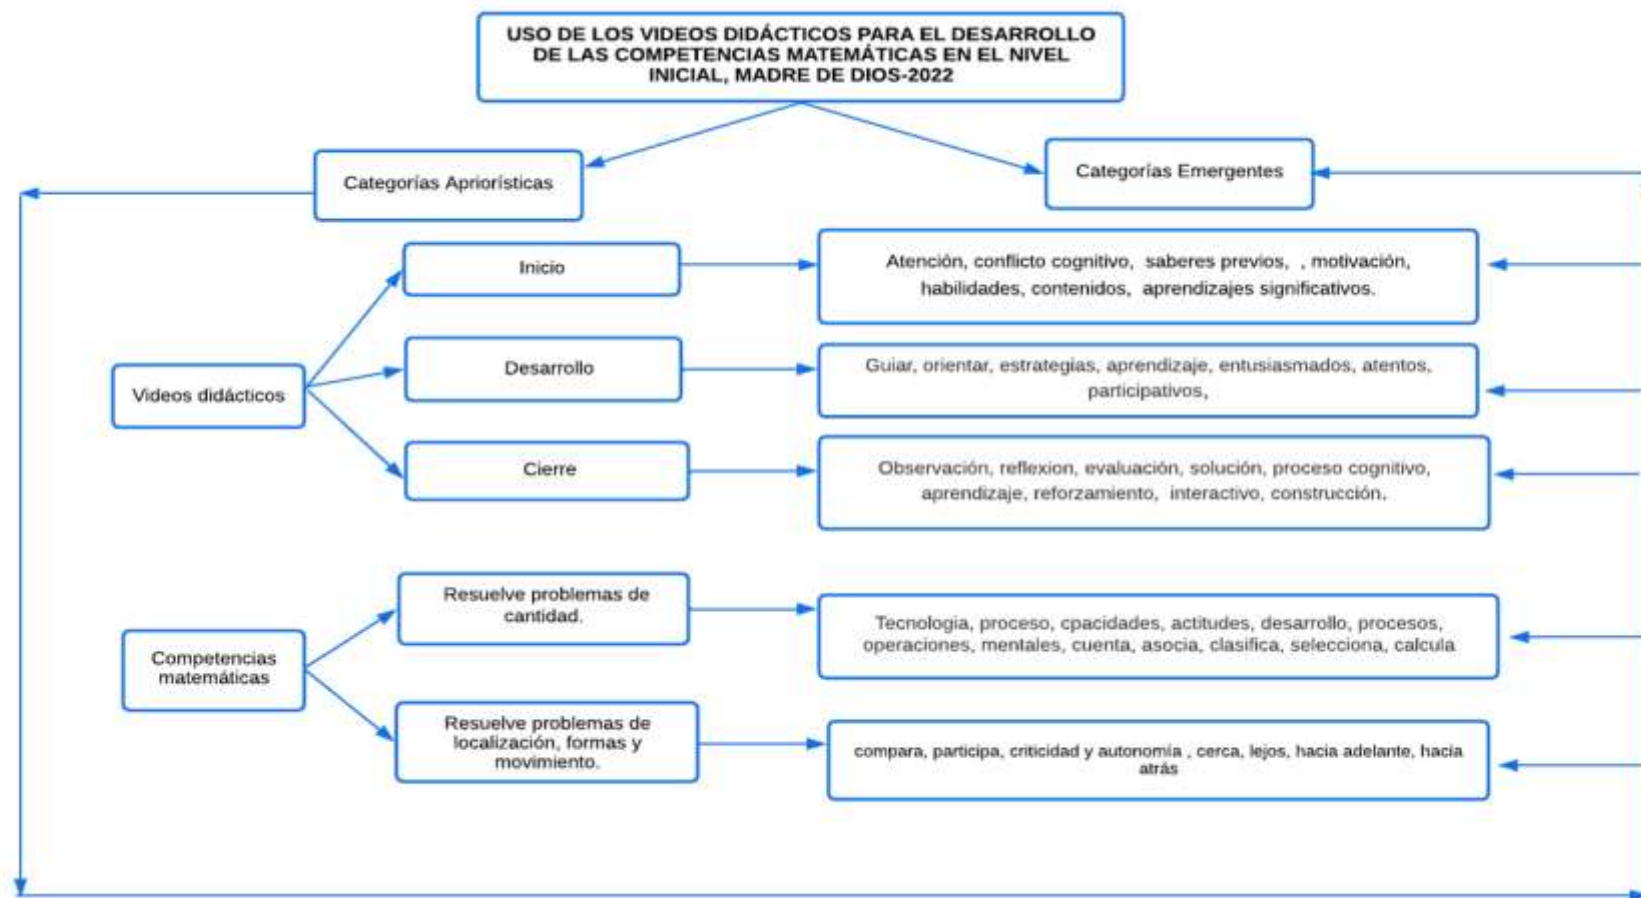 USO DE LOS VIDEOS DIDÁCTICOS PARA EL DESARROLLO
DE LAS COMPETENCIAS MATEMÁTICAS EN EL NIVEL
INICIAL, MADRE DE DIOS-2022
Categorías Apriorísticas
Categorías Emergentes
Inicio
Atención, conflicto cognitivo, saberes previos, , motivación,
habilidades, contenidos, aprendizajes significativos.
Videos didácticos
Desarrollo
Guiar, orientar, estrategias, aprendizaje, entusiasmados, atentos,
participativos,
Cierre
Observación, reflexion, evaluación, solución, proceso cognitivo,
aprendizaje, reforzamiento, interactivo, construcción.
Competencias
matemáticas
Resuelve problemas de
cantidad.
Tecnologia, proceso, cpacidades, actitudes, desarrollo, procesos,
operaciones, mentales, cuenta, asocia, clasifica, selecciona, calcula
Resuelve problemas de
localización, formas y
movimiento.
compara, participa, criticidad y autonomía , cerca, lejos, hacia adelante, hacia
atrás